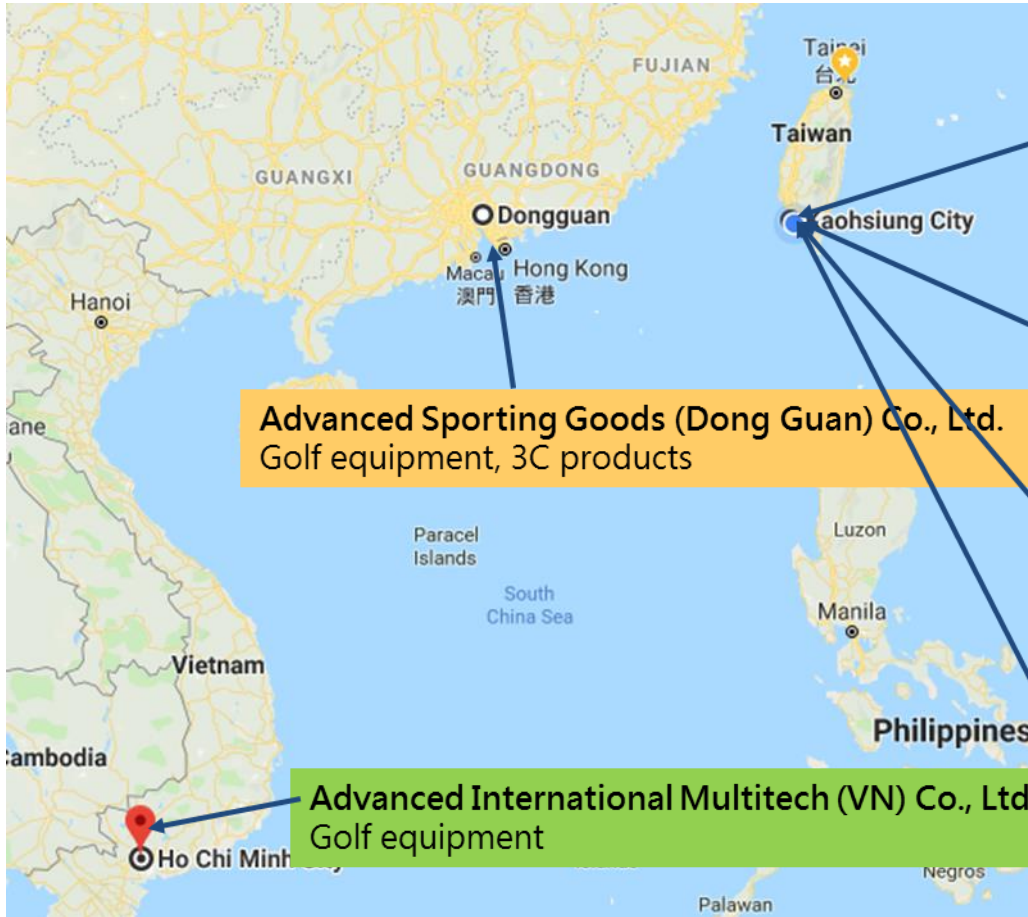 Taipei
台北
FUJIAN
Taiwan
GUANGXI
GUANGDONG
Dongguan
aohsiung City
Macau
Hong Kong
澳門
香港
Hanoi
Advanced Sporting Goods (Dong Guan) Co., Ltd.
Golf equipment, 3C products
ane
Paracel
Islands
Luzon
South
China Sea
Manila
Vietnam
Philippines
Cambodia
Advanced International Multitech (VN) Co., Ltd
Golf equipment
Ho Chi Minh City
Negros
Palawan